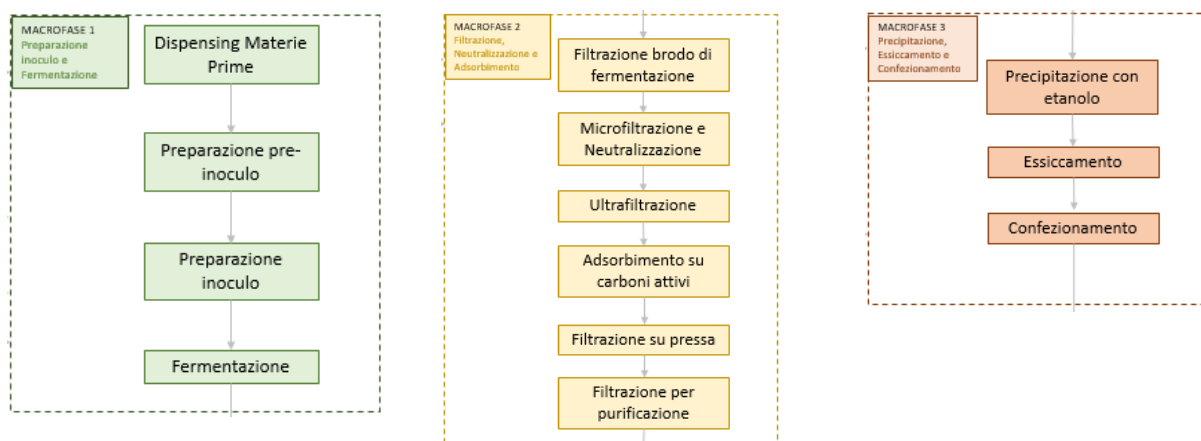 MACROFASE 1
Preparazione
inoculo e
Fermentazione
Dispensing Materie
Prime
Preparazione pre-
inoculo
Preparazione
inoculo
Fermentazione
MACROFASE 2
Filtrazione,
Neutralizzazione e
Adsorbimento
Filtrazione brodo di
fermentazione
Microfiltrazione e
Neutralizzazione
Ultrafiltrazione
Adsorbimento su
carboni attivi
Filtrazione su pressa
Filtrazione per
purificazione
MACROFASE 3
Precipitazione,
Essiccamento e
Confezionamento
Precipitazione con
etanolo
Essiccamento
Confezionamento